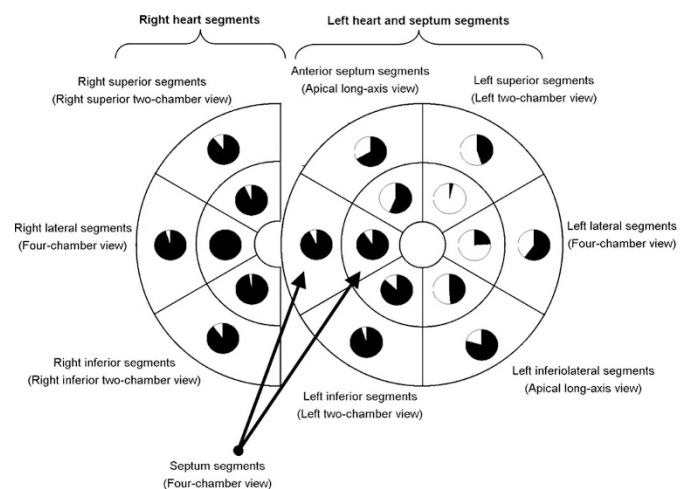 Right heart segments
Left heart and septum segments
Right superior segments
(Right superior two-chamber view)
Anterior septum segments
(Apical long-axis view)
Left superior segments
(Left two-chamber view)
Right lateral segments
(Four-chamber view)
Left lateral segments
(Four-chamber view)
Right inferior segments
(Right inferior two-chamber view)
Left inferior segments
(Left two-chamber view)
Left inferiolateral segments
(Apical long-axis view)
Septum segments
(Four-chamber view)